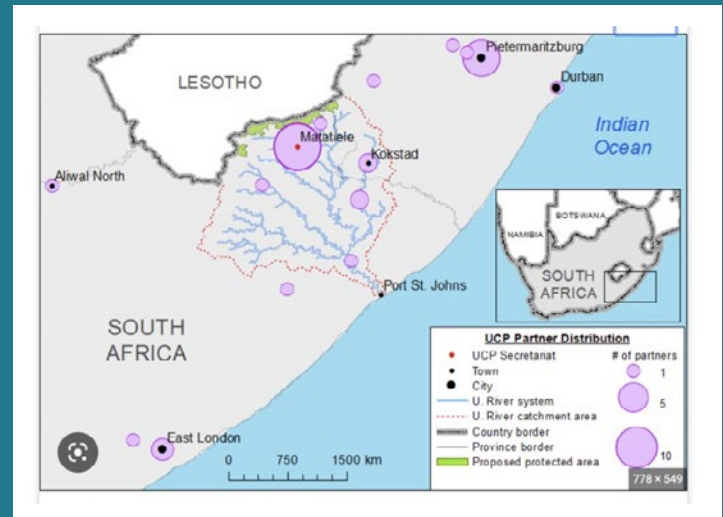 Pietermaritzburg
LESOTHO
Durban
Indian
Ocean
Matatiele
Kokstad
Aliwal North
BOTSWANA
NAMIBIA
SOUTH
AFRICA
Port St. Johns
SOUTH
AFRICA
UCP Partner Distribution
UCP Secretariat
# of partners
Town
1
City
U. River system
5
U. River catchment area
Country border
Province border
10
Proposed protected area
East London
0 750 1500 km
778 × 549